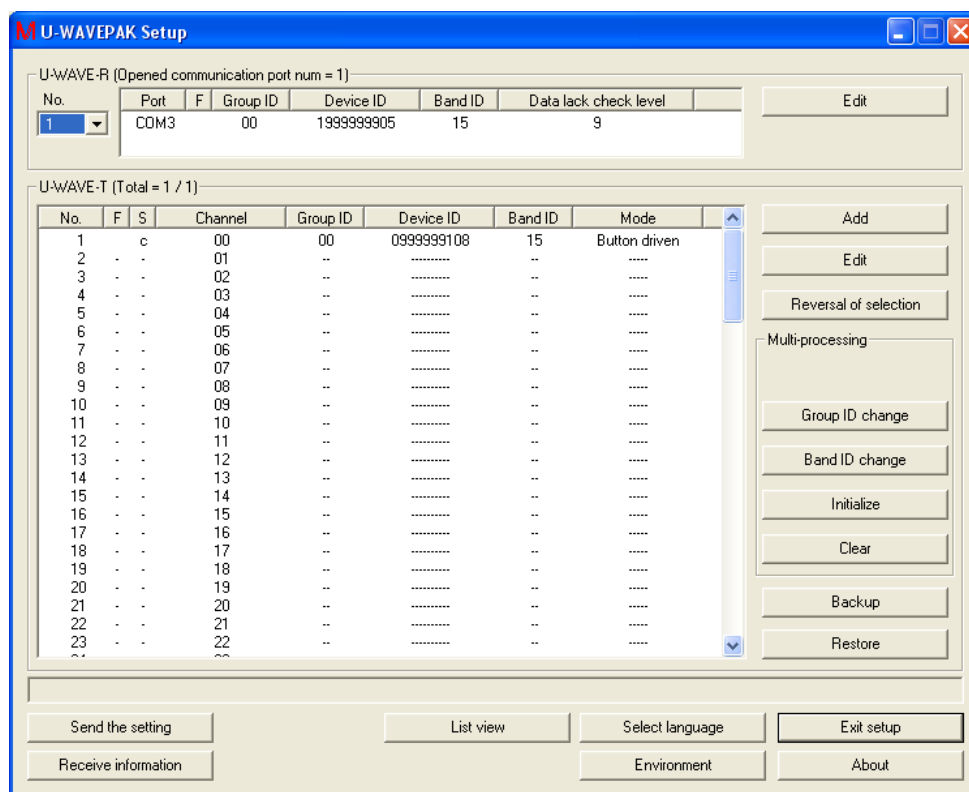 M U-WAVEPAK Setup
U-WAVE-R (Opened communication port num = 1)
No. Port F Group ID Device ID Band ID Data lack check level Edit
1 COM3 00 1999999905 15 9
U-WAVE-T (Total = 1 / 1)
No. F S Channel Group ID Device ID Band ID Mode Add
1 c 00 00 0999999108 15 Button driven
2 - - 01 -- ---------- -- ----- Edit
3 - - 02 -- ---------- -- -----
4 - - 03 -- ---------- -- ----- Reversal of selection
5 - - 04 -- ---------- -- -----
6 - - 05 -- ---------- -- -----
7 - - 06 -- ---------- -- ----- Multi-processing
8 - - 07 -- ---------- -- -----
9 - - 08 -- ---------- -- -----
10 - - 09 -- ---------- -- ----- Group ID change
11 - - 10 -- ---------- -- -----
12 - - 11 -- ---------- -- -----
13 - - 12 -- ---------- -- ----- Band ID change
14 - - 13 -- ---------- -- -----
15 - - 14 -- ---------- -- ----- Initialize
16 - - 15 -- ---------- -- -----
17 - - 16 -- ---------- -- -----
18 - - 17 -- ---------- -- ----- Clear
19 - - 18 -- ---------- -- -----
20 - - 19 -- ---------- -- -----
21 - - 20 -- ---------- -- ----- Backup
22 - - 21 -- ---------- -- -----
23 - - 22 -- ---------- -- ----- Restore
Send the setting List view Select language Exit setup
Receive information Environment About